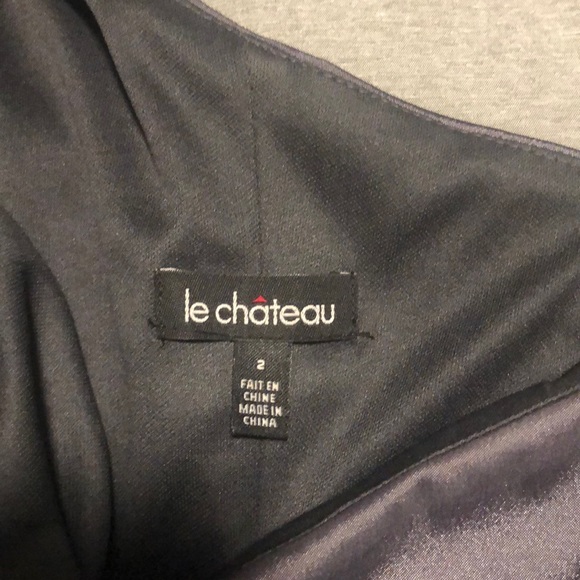 le château
2
FAIT EN
CHINE
MADE IN
CHINA